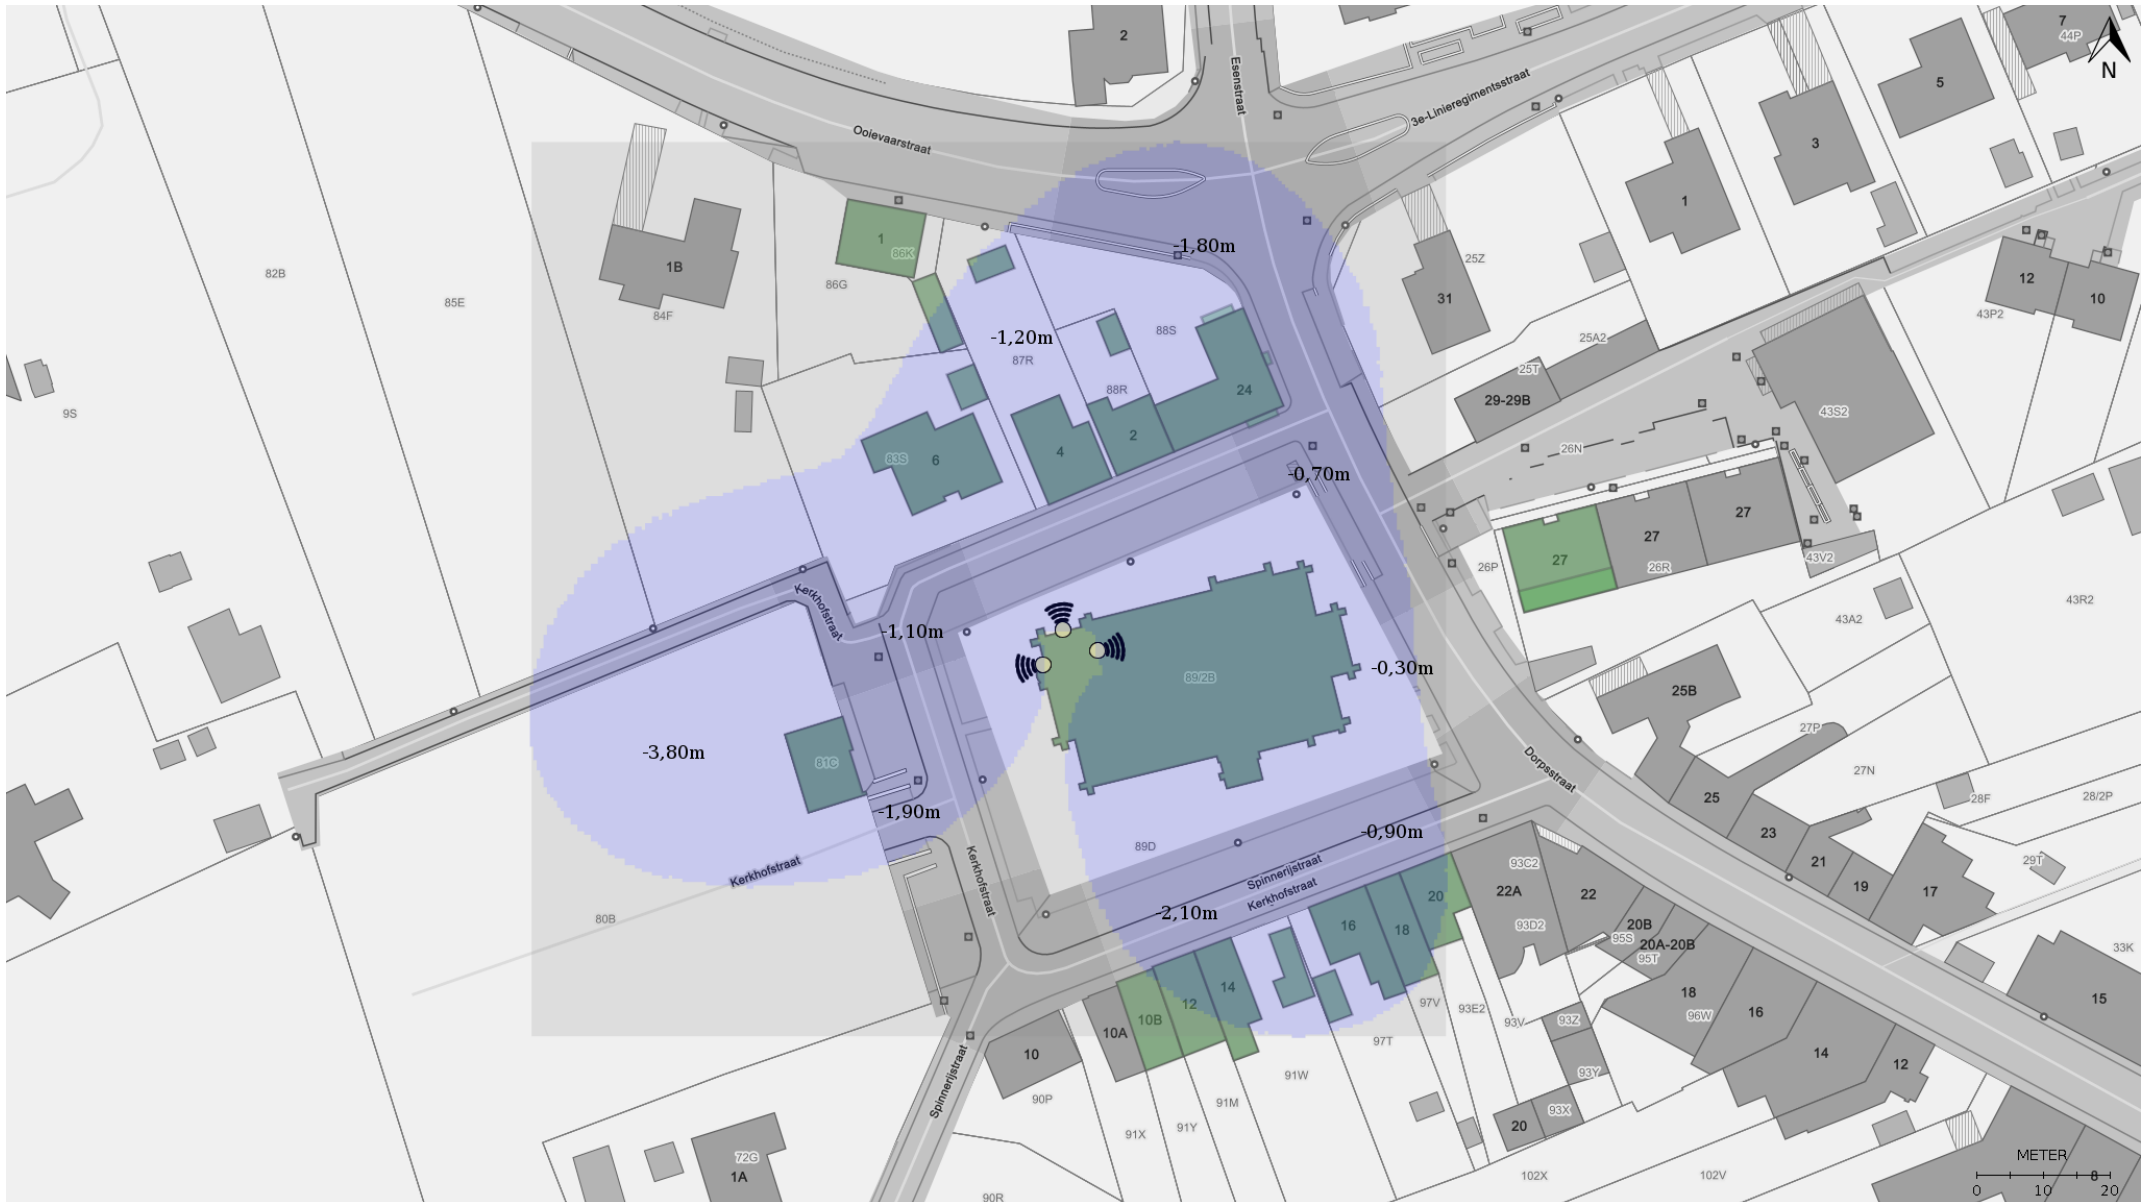 2
7
44P
N
Esenstraat
5
3e-Linieregimentsstraat
Ooievaarstraat
3
1
1
86K
-1,80m
12
10
43P2
1B
82B
85E
84F
86G
25Z
31
-1,20m
87R
88S
25A2
25T
88R
24
29-29B
43S2
9S
2
4
6
83S
26N
-0,70m
27
27
27
26R
26P
43V2
Kerkhofstraat
-1,10m
43A2
43R2
-0,30m
89/2B
25B
27P
-3,80m
81C
Dorpsstraat
27N
25
28F
28/2P
-1,90m
23
-0,90m
89D
21
19
17
29T
Kerkhofstraat
Kerkhofstraat
Spinnerijstraat
Kerkhofstraat
93C2
22A
22
20
80B
-2,10m
16
18
93D2
20B
95S
20A-20B
95T
33K
14
12
10B
10A
10
97V
93E2
93V
93Z
18
96W
16
15
97T
14
12
93Y
Spinnerijstraat
90P
91W
91M
91Y
91X
93X
20
72G
1A
102X
102V
90R
METER
8
0
10
20